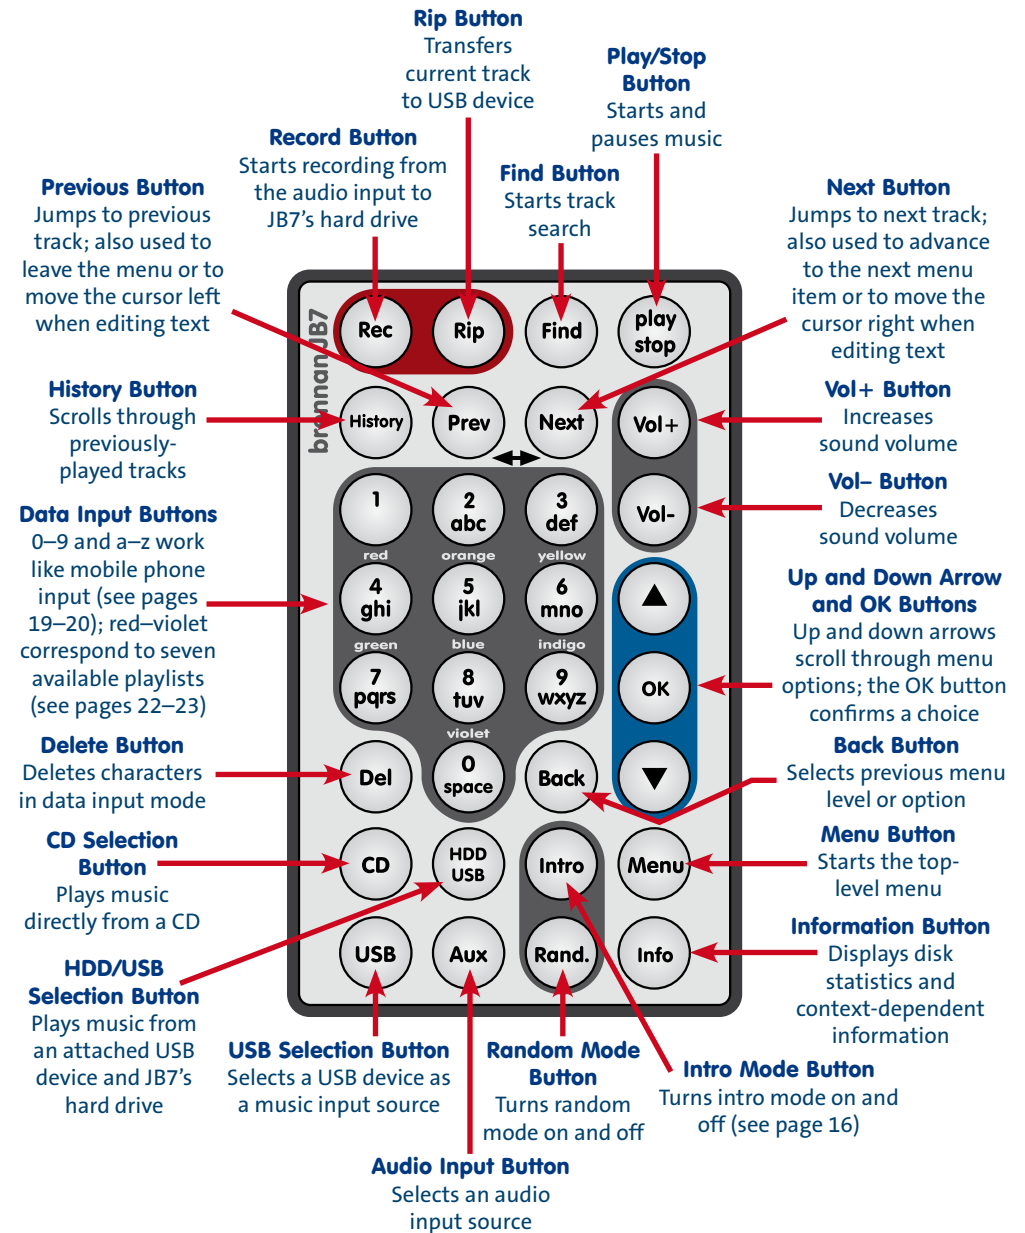 Rip Button
Transfers
current track
to USB device
Play/Stop
Button
Starts and
pauses music
Record Button
Starts recording from
the audio input to
JB7's hard drive
Find Button
Starts track
search
Previous Button
Jumps to previous
track; also used to
leave the menu or to
move the cursor left
when editing text
Next Button
Jumps to next track;
also used to advance
to the next menu
item or to move the
cursor right when
editing text
History Button
Scrolls through
previously-
played tracks
Vol+ Button
Increases
sound volume
Vol– Button
Decreases
sound volume
Data Input Buttons
0–9 and a–z work
like mobile phone
input (see pages
19–20); red–violet
correspond to seven
available playlists
(see pages 22–23)
Up and Down Arrow
and OK Buttons
Up and down arrows
scroll through menu
options; the OK button
confirms a choice
Delete Button
Deletes characters
in data input mode
Back Button
Selects previous menu
level or option
CD Selection
Button
Plays music
directly from a CD
Menu Button
Starts the top-
level menu
HDD/USB
Selection Button
Plays music from
an attached USB
device and JB7's
hard drive
Information Button
Displays disk
statistics and
context-dependent
information
USB Selection Button
Selects a USB device as
a music input source
Random Mode
Button
Turns random
mode on and off
Intro Mode Button
Turns intro mode on and
off (see page 16)
Audio Input Button
Selects an audio
input source
brennan JB7
Rec
Rip
Find
play
stop
History
Prev
Next
Vol+
1
2
abc
3
def
Vol-
red
orange
yellow
4
ghi
5
jkl
6
mno
▲
green
blue
indigo
7
pqrs
8
tuv
9
wxyz
OK
violet
Del
0
space
Back
▼
CD
HDD
USB
Intro
Menu
USB
Aux
Rand.
Info